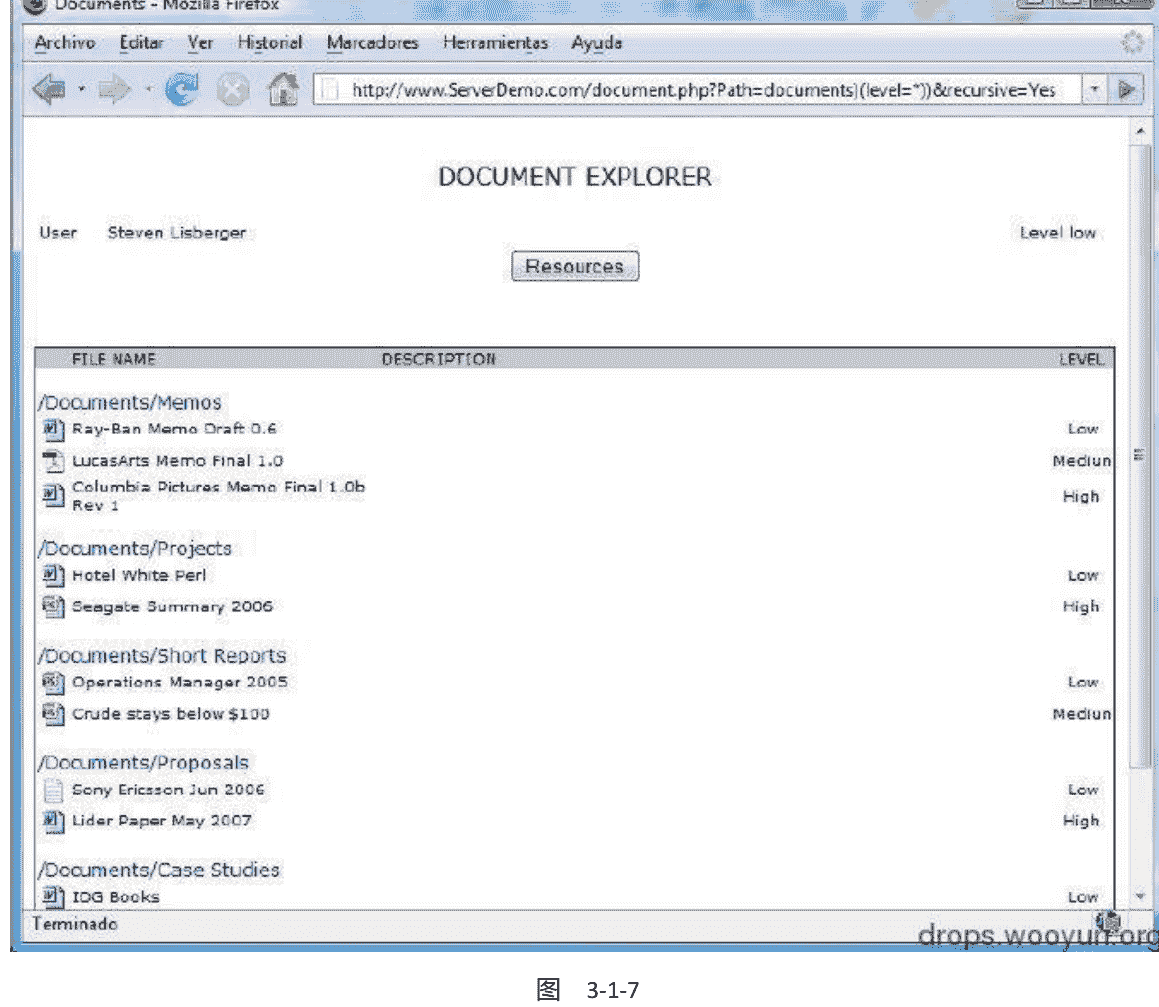 Documents - Mozilla Firefox
Archivo Editar Ver Historial Marcadores Herramientas Ayuda
http://www.ServerDemo.com/document.php?Path=documents)(level=*))&recursive=Yes
DOCUMENT EXPLORER
User Steven Lisberger Level low
Resources
FILE NAME DESCRIPTION LEVEL
/Documents/Memos
Ray-Ban Memo Draft 0.6 Low
LucasArts Memo Final 1.0 Mediun
Columbia Pictures Memo Final 1.0b
Rev 1 High
/Documents/Projects
Hotel White Perl Low
Seagate Summary 2006 High
/Documents/Short Reports
Operations Manager 2005 Low
Crude stays below $100 Mediun
/Documents/Proposals
Sony Ericsson Jun 2006 Low
Lider Paper May 2007 High
/Documents/Case Studies
IDG Books Low
Terminado
drops.wooyun.org
图 3-1-7